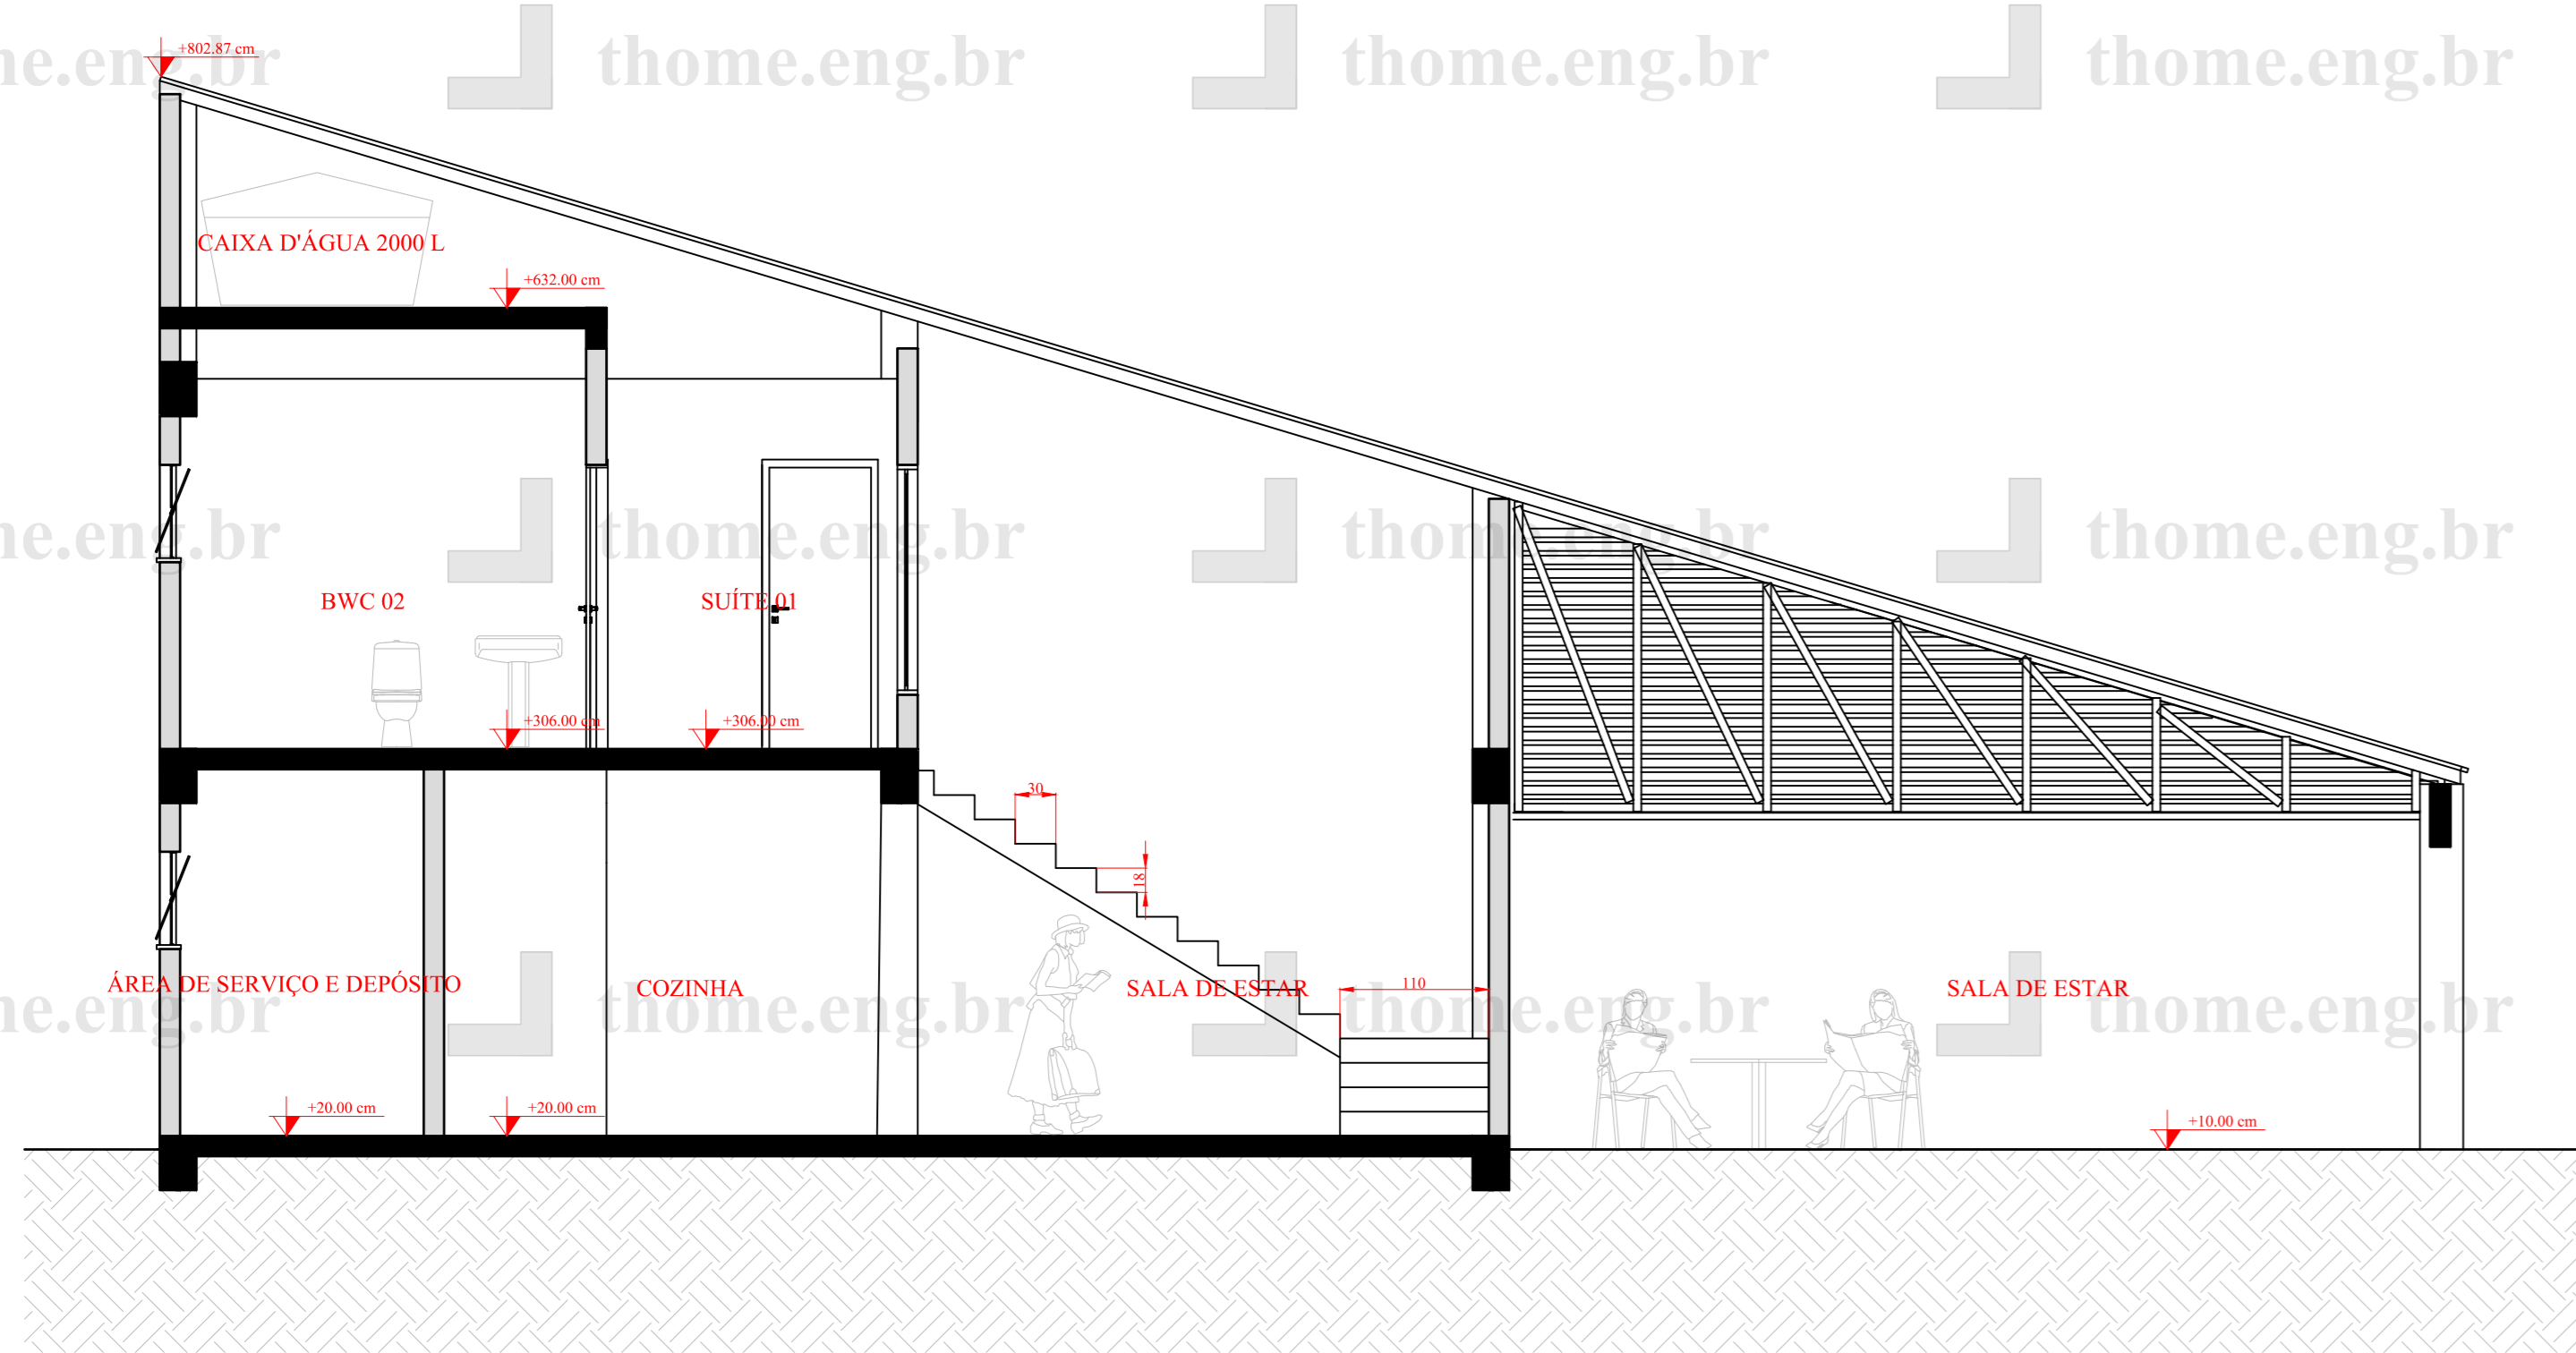 +802.87 cm
thome.eng.br
thome.eng.br
thome.eng.br
CAIXA D'ÁGUA 2000 L
+632.00 cm
thome.eng.br
thome.eng.br
thome.eng.br
BWC 02
SUÍTE 01
+306.00 cm
+306.00 cm
30
18
ÁREA DE SERVIÇO E DEPÓSITO
COZINHA
SALA DE ESTAR
110
SALA DE ESTAR
thome.eng.br
thome.eng.br
thome.eng.br
+20.00 cm
+20.00 cm
+10.00 cm